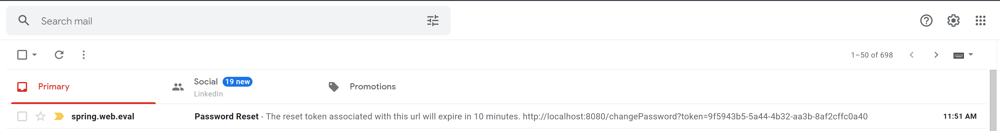 Search mail
1–50 of 698
Primary
Social 19 new
LinkedIn
Promotions
spring.web.eval Password Reset - The reset token associated with this url will expire in 10 minutes. http://localhost:8080/changePassword?token=9f5943b5-5a44-4b32-aa3b-8af2cffc0a40 11:51 AM